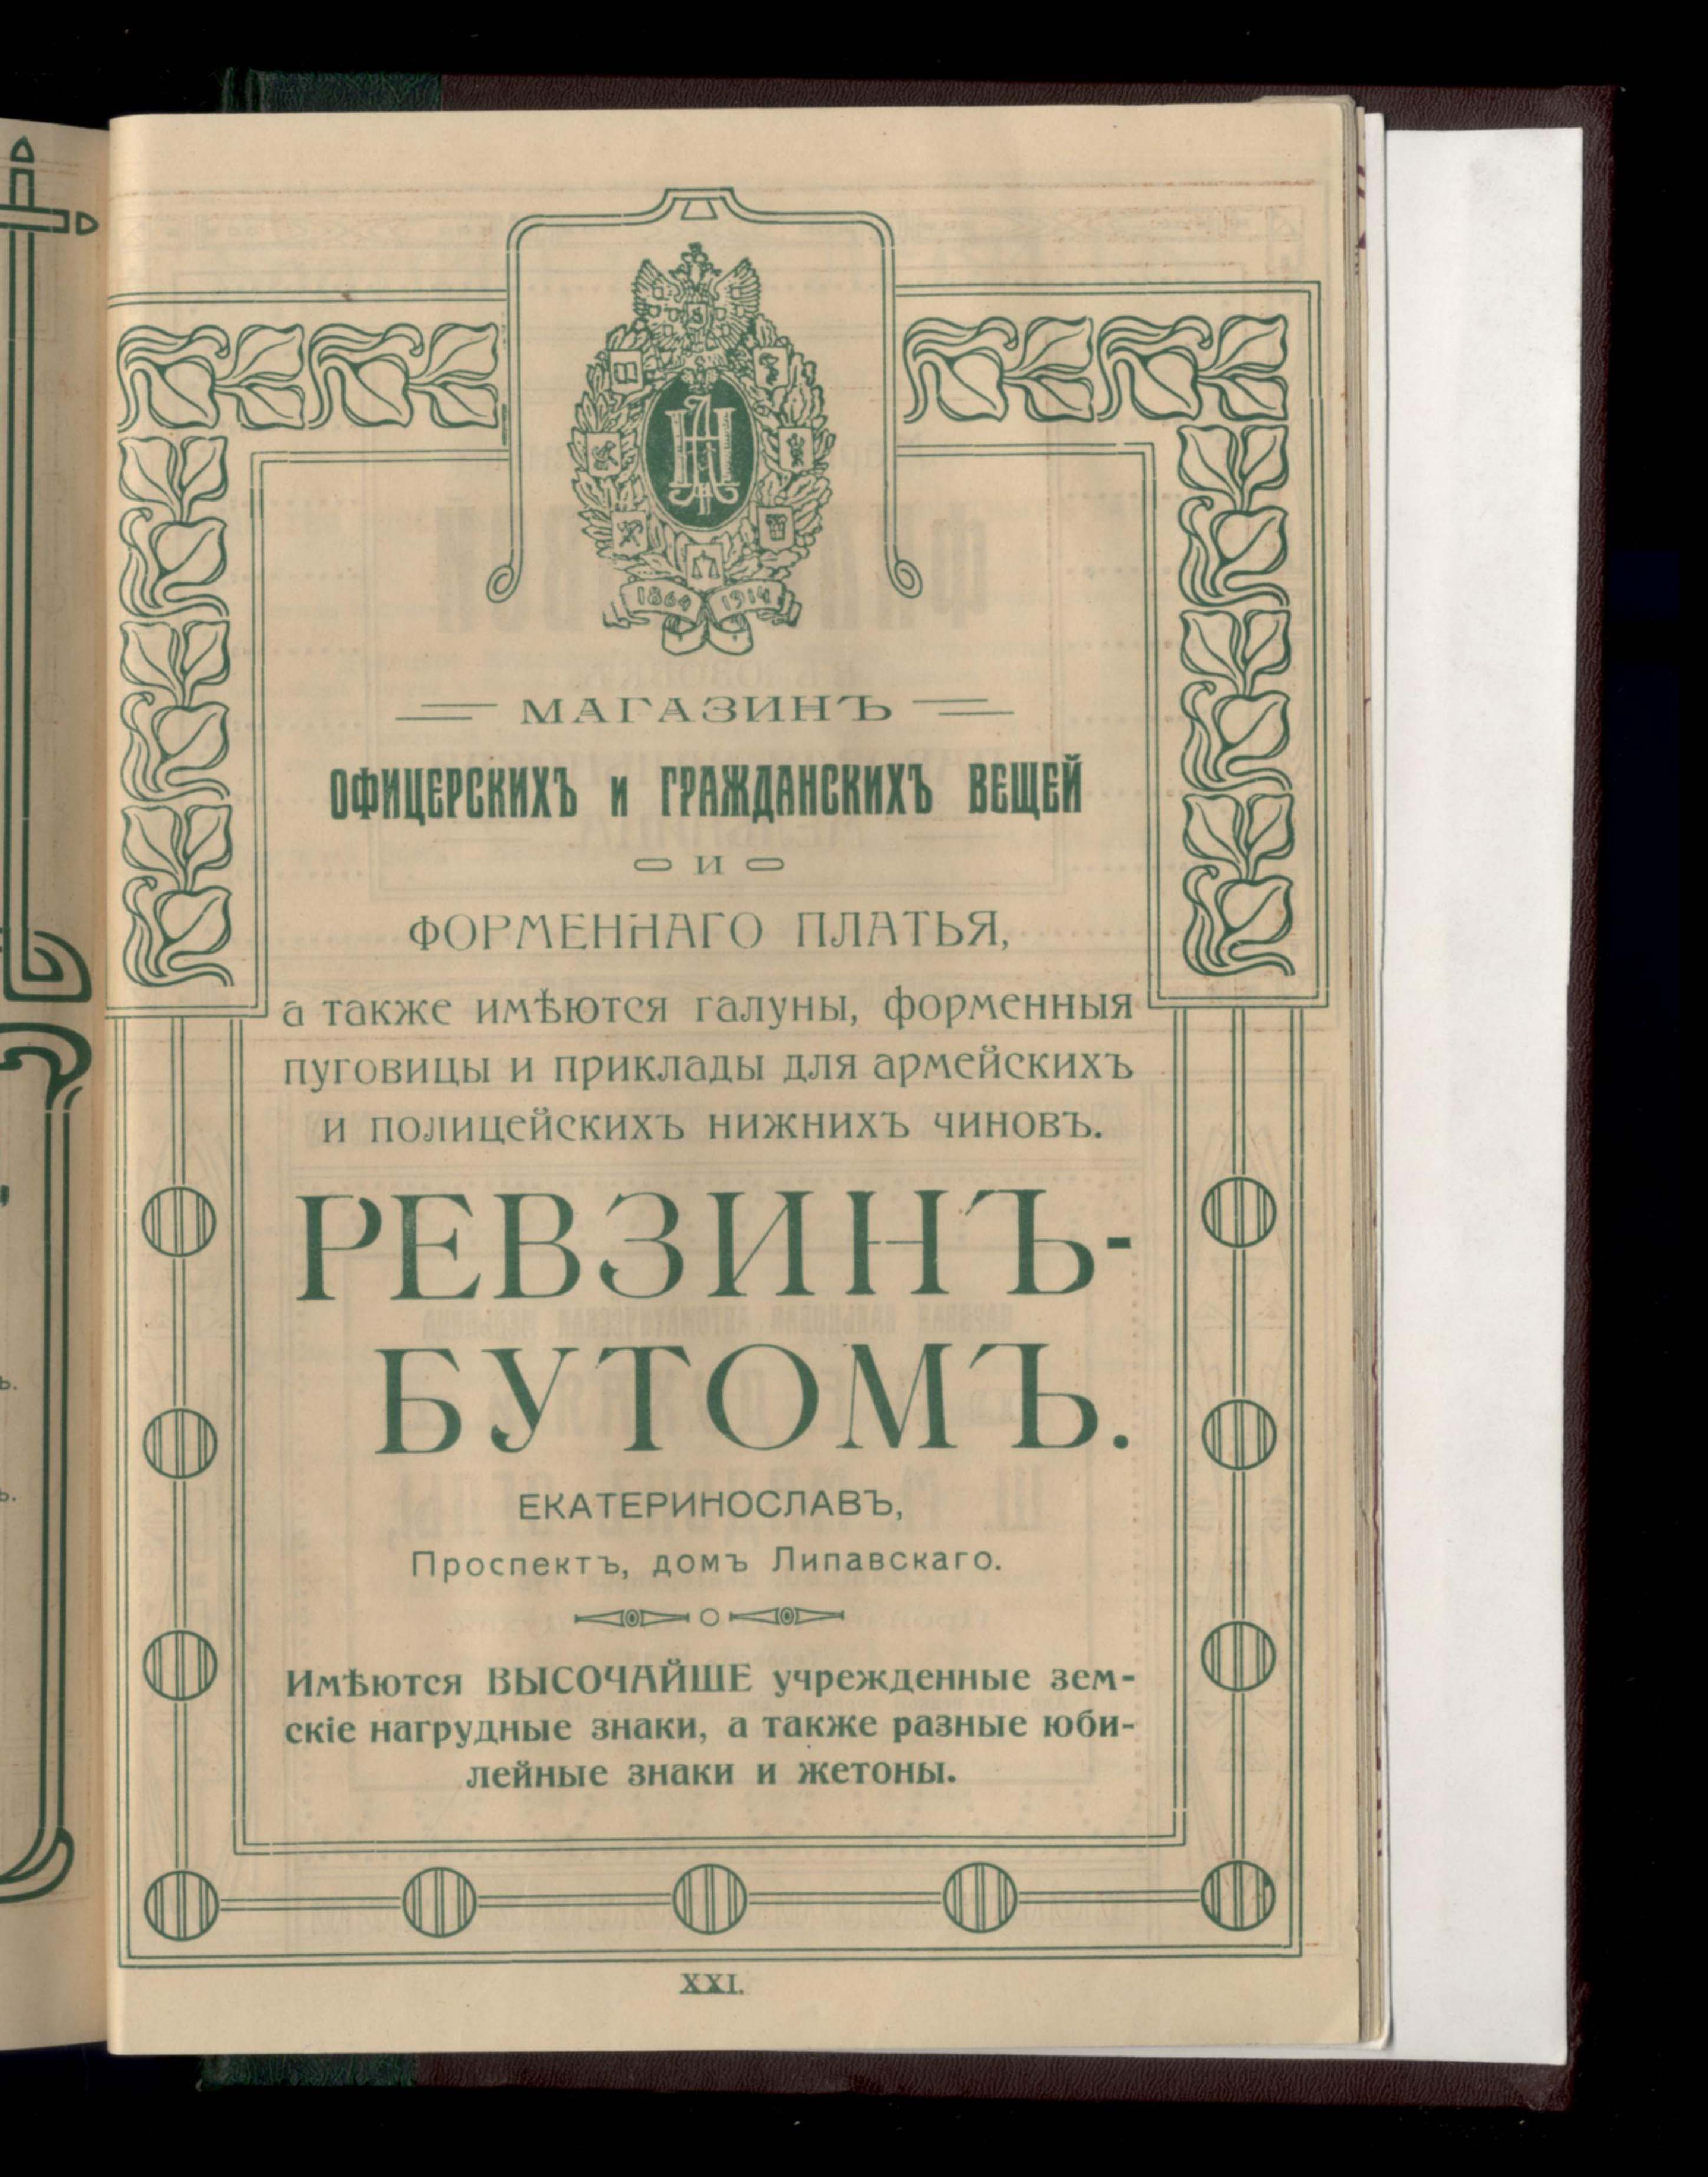 1864 1914
МАГАЗИНЪ
ОФИЦЕРСКИХЪ и ГРАЖДАНСКИХЪ ВЕЩЕЙ
И
ФОРМЕННАГО ПЛАТЬЯ,
а также имѣются галуны, форменныя
пуговицы и приклады для армейскихъ
и полицейскихъ нижнихъ чиновъ.
РЕВЗИНЪ-
БУТОМЪ.
ЕКАТЕРИНОСЛАВЪ,
Проспектъ, домъ Липавскаго.
Имѣются ВЫСОЧАЙШЕ учрежденные зем-
скіе нагрудные знаки, а также разные юби-
лейные знаки и жетоны.
XXI.